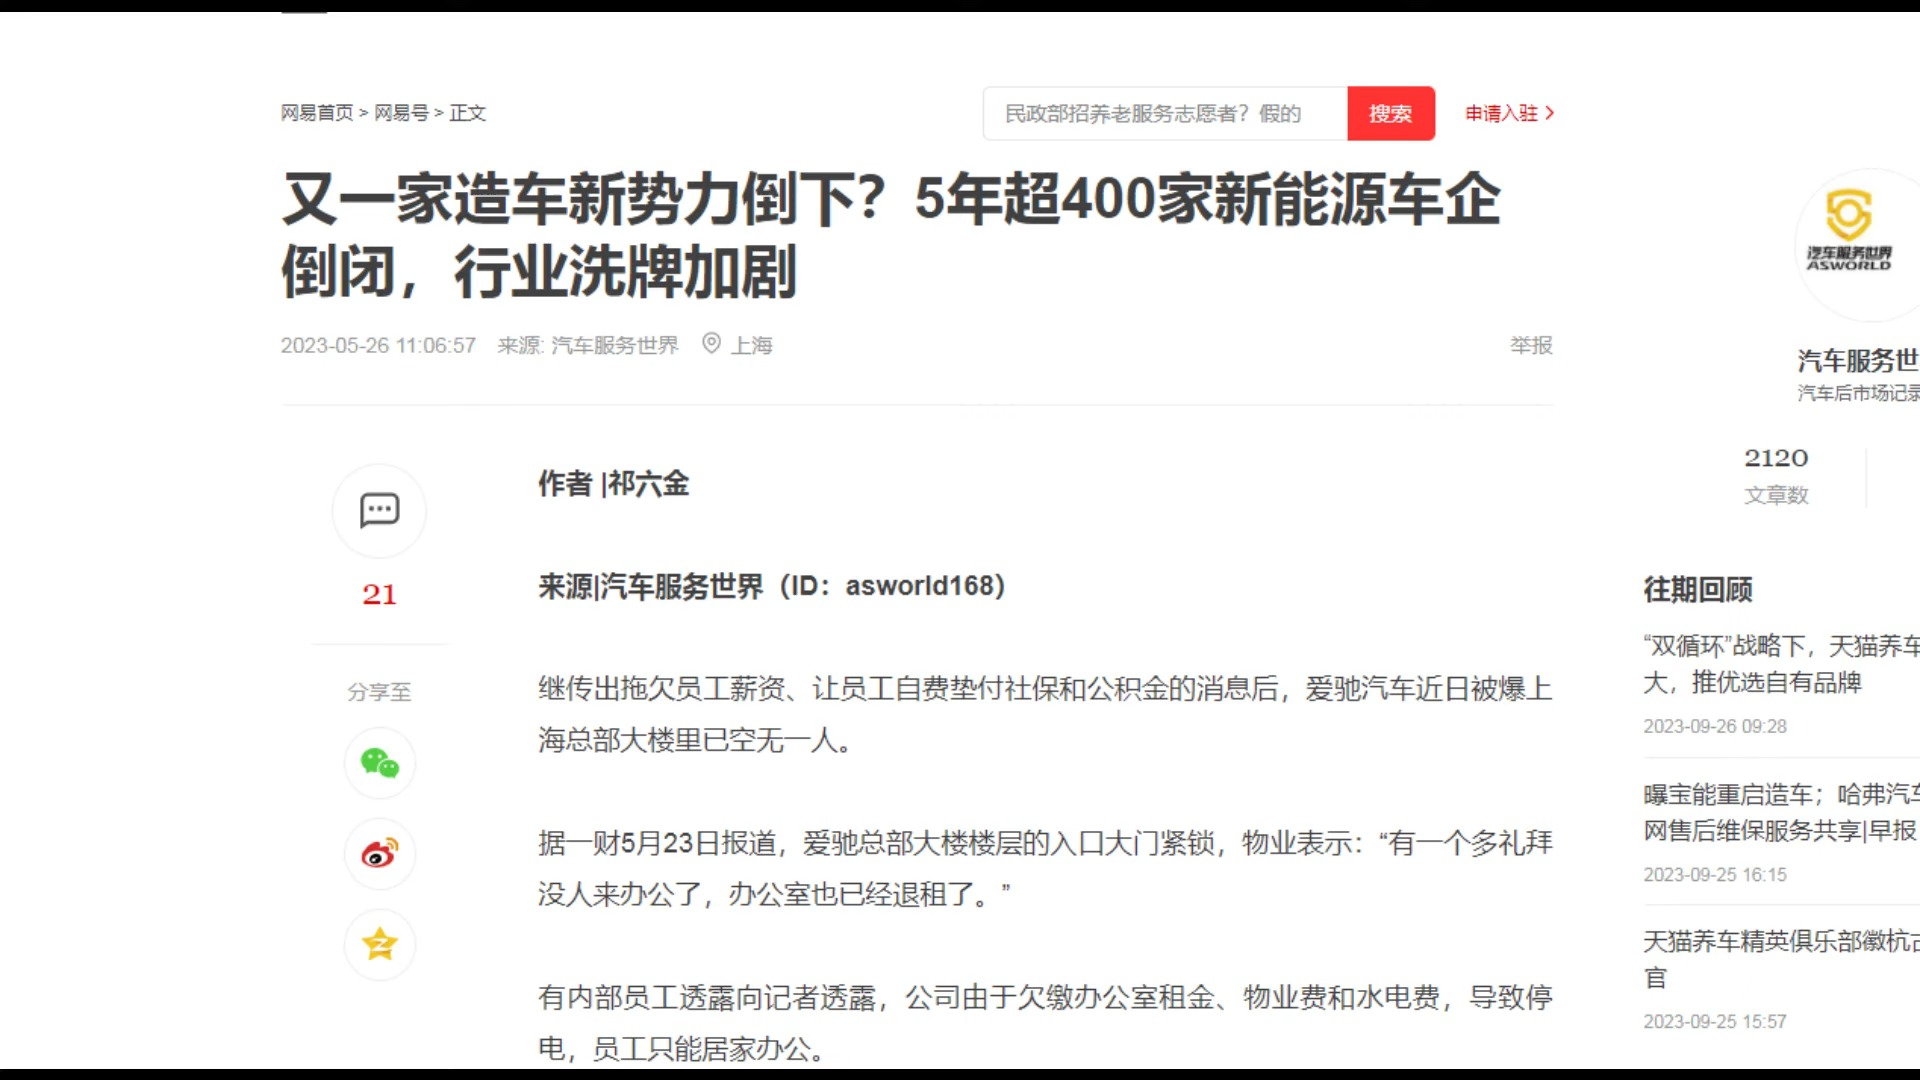 网易首页 > 网易号 > 正文
民政部招养老服务志愿者？假的
搜索
申请入驻 >
又一家造车新势力倒下？5年超400家新能源车企
倒闭，行业洗牌加剧
2023-05-26 11:06:57 来源: 汽车服务世界 上海
举报
21
分享至
作者 |祁六金
来源|汽车服务世界（ID：asworld168）
继传出拖欠员工薪资、让员工自费垫付社保和公积金的消息后，爱驰汽车近日被爆上
海总部大楼里已空无一人。
据一财5月23日报道，爱驰总部大楼楼层的入口大门紧锁，物业表示：“有一个多礼拜
没人来办公了，办公室也已经退租了。”
有内部员工透露向记者透露，公司由于欠缴办公室租金、物业费和水电费，导致停
电，员工只能居家办公。
汽车服务世界
ASWORLD
汽车服务世
汽车后市场记录
2120
文章数
往期回顾
“双循环”战略下，天猫养车
大，推优选自有品牌
2023-09-26 09:28
曝宝能重启造车；哈弗汽车
网售后维保服务共享|早报
2023-09-25 16:15
天猫养车精英俱乐部徽杭古
官
2023-09-25 15:57